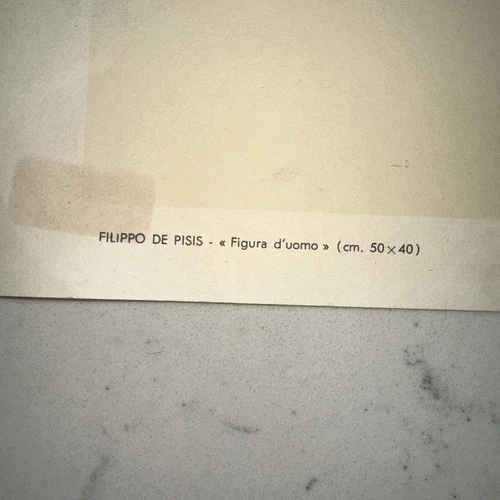 FILIPPO DE PISIS - « Figura d'uomo » (cm. 50×40)